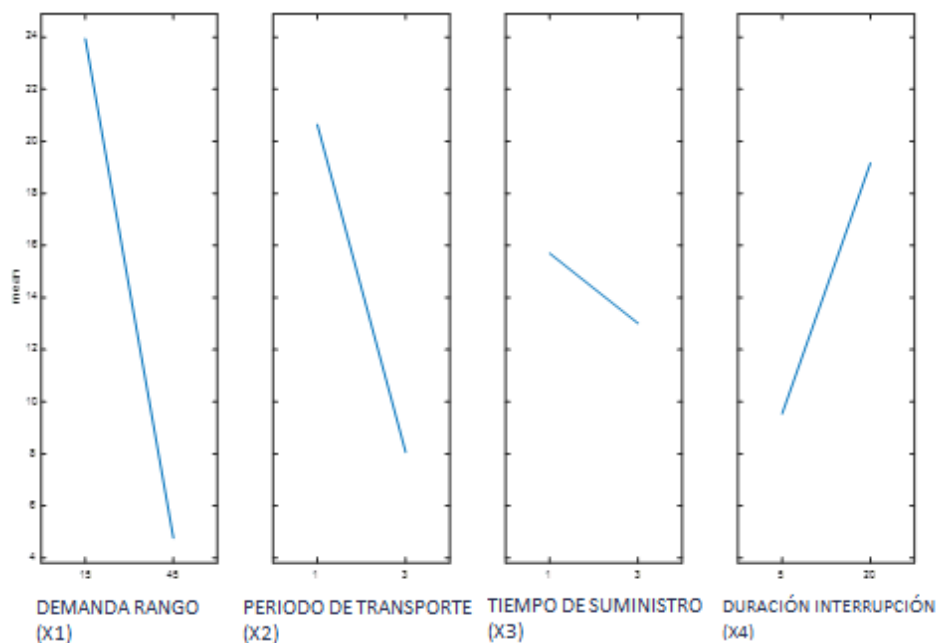 24
22
20
18
16
14
12
10
8
6
4
mean
15 45
1 3
1 3
5 20
DEMANDA RANGO
(X1)
PERIODO DE TRANSPORTE
(X2)
TIEMPO DE SUMINISTRO
(X3)
DURACIÓN INTERRUPCIÓN
(X4)